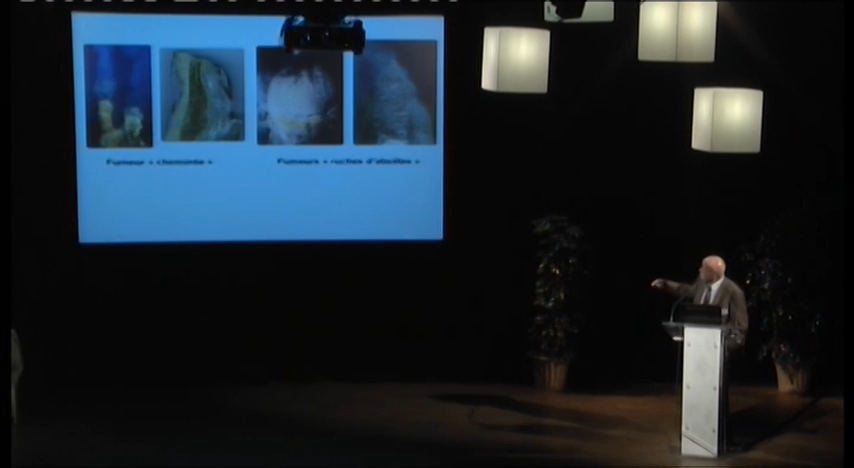 Fumeur « cheminée »
Fumeurs « ruches d'abeilles »